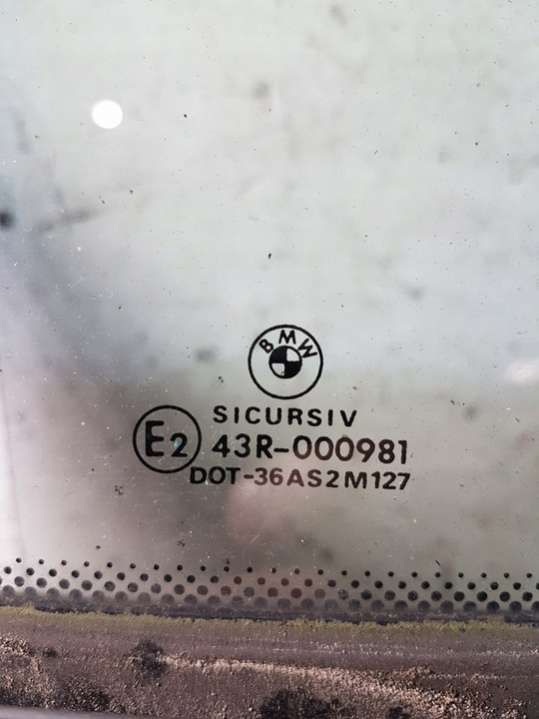 BMW
SICURSIV
E2 43R-000981
DOT-36AS2M127